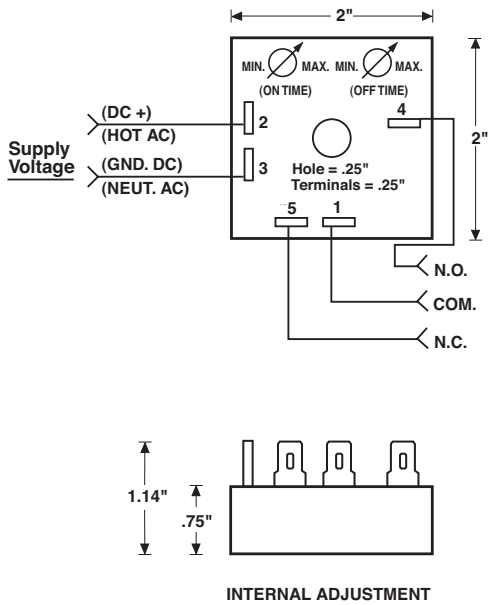 2"
MIN. MAX. MIN. MAX.
(ON TIME) (OFF TIME)
4
(DC +)
2
(HOT AC)
2"
Supply
Voltage
(GND. DC)
3
(NEUT. AC)
Hole = .25"
Terminals = .25"
5 1
N.O.
COM.
N.C.
1.14"
.75"
INTERNAL ADJUSTMENT